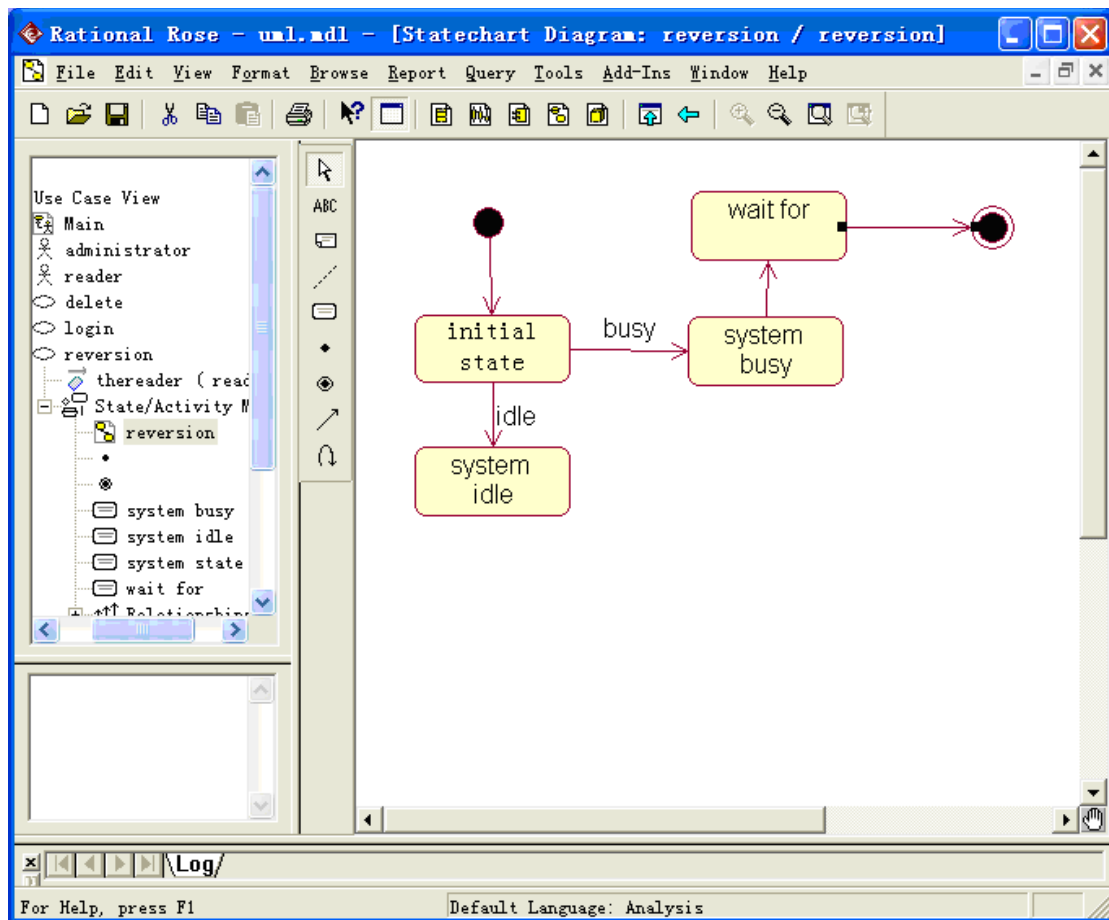 Rational Rose - uml.mdl - [Statechart Diagram: reversion / reversion]
File Edit View Format Browse Report Query Tools Add-Ins Window Help
Use Case View
Main
administrator
reader
delete
login
reversion
thereader ( read
State/Activity M
reversion
system busy
system idle
system state
wait for
Relationships
ABC
wait for
initial
state
busy
system
busy
idle
system
idle
Log
For Help, press F1
Default Language: Analysis